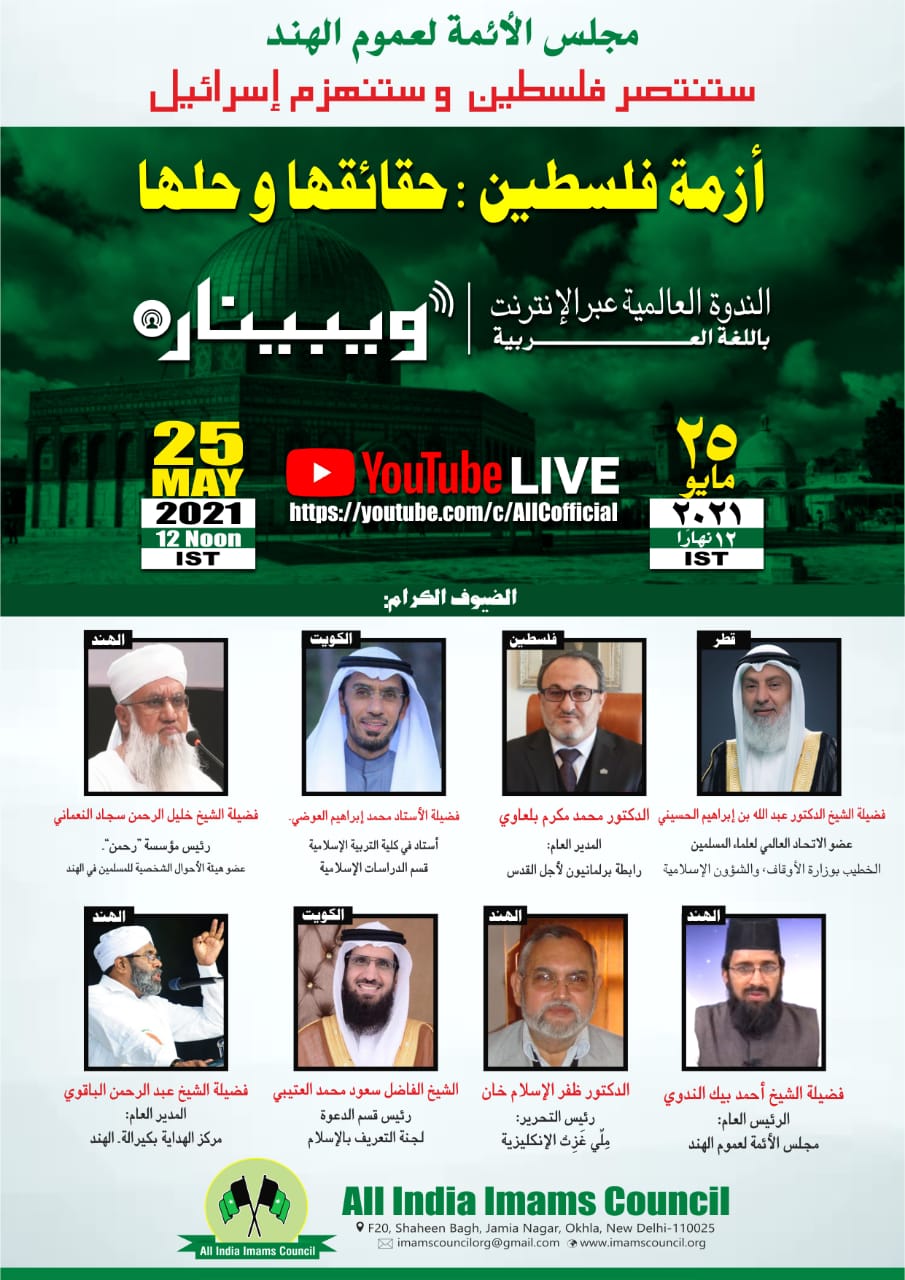 مجلس الأئمة لعموم الهند
ستنتصر فلسطين وستنهزم إسرائيل
أزمة فلسطين : حقائقها و حلها
الندوة العالمية عبر الإنترنت
باللغة العــــــربية
ويبينار
25
MAY
2021
12 Noon
IST
YouTube LIVE
https://youtube.com/c/AIICofficial
٢٥
مايو
٢٠٢١
١٢ نهارًا
IST
الضيوف الكرام:
قطر
فضيلة الشيخ الدكتور عبد الله بن إبراهيم الحسيني
عضو الاتحاد العالمي لعلماء المسلمين
الخطيب بوزارة الأوقاف، والشؤون الإسلامية
فلسطين
الدكتور محمد مكرم بلعاوي
المدير العام:
رابطة برلمانيون لأجل القدس
الكويت
فضيلة الأستاذ محمد إبراهيم العوضي.
أستاذ في كلية التربية الإسلامية
قسم الدراسات الإسلامية
الهند
فضيلة الشيخ خليل الرحمن سجاد النعماني
رئيس مؤسسة "رحمن".
عضو هيئة الأحوال الشخصية للمسلمين في الهند
الهند
فضيلة الشيخ أحمد بيك الندوي
الرئيس العام:
مجلس الأئمة لعموم الهند
الهند
الدكتور ظفر الإسلام خان
رئيس التحرير:
مِلّي غَزِتْ الإنكليزية
الكويت
الشيخ الفاضل سعود محمد العتيبي
رئيس قسم الدعوة
لجنة التعريف بالإسلام
الهند
فضيلة الشيخ عبد الرحمن الباقوي
المدير العام:
مركز الهداية بكيرالة. الهند
All India Imams Council
All India Imams Council
F20, Shaheen Bagh, Jamia Nagar, Okhla, New Delhi-110025
imamscouncilorg@gmail.com www.imamscouncil.org